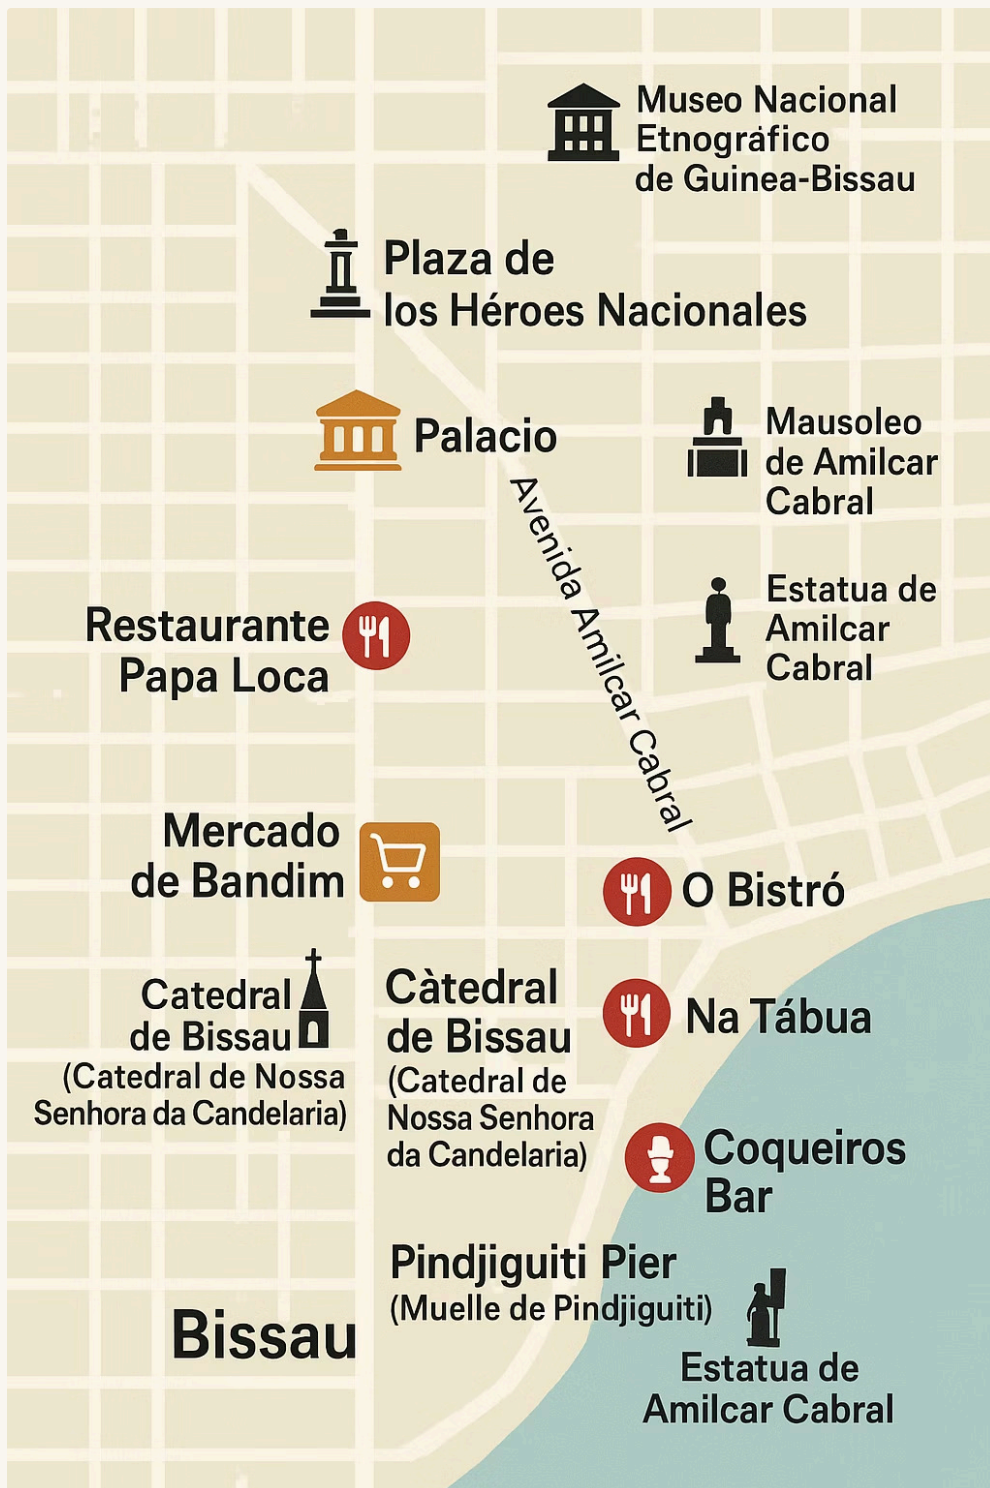 Museo Nacional
Etnográfico
de Guinea-Bissau
Plaza de
los Héroes Nacionales
Palacio
Mausoleo
de Amilcar
Cabral
Avenida Amilcar Cabral
Estatua de
Amilcar
Cabral
Restaurante
Papa Loca
Mercado
de Bandim
O Bistró
Catedral
de Bissau
(Catedral de Nossa
Senhora da Candelaria)
Càtedral
de Bissau
(Catedral de
Nossa Senhora
da Candelaria)
Na Tábua
Coqueiros
Bar
Pindjiguiti Pier
(Muelle de Pindjiguiti)
Bissau
Estatua de
Amilcar Cabral